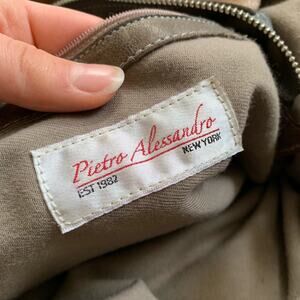 Pietro Alessandro
EST 1982 NEW YORK